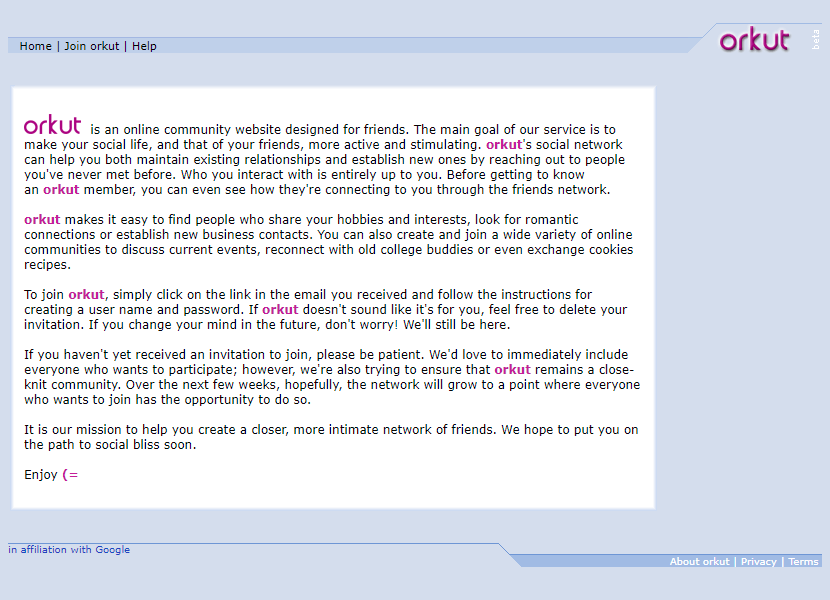 Home | Join orkut | Help
orkut
beta
orkut is an online community website designed for friends. The main goal of our service is to
make your social life, and that of your friends, more active and stimulating. orkut's social network
can help you both maintain existing relationships and establish new ones by reaching out to people
you've never met before. Who you interact with is entirely up to you. Before getting to know
an orkut member, you can even see how they're connecting to you through the friends network.
orkut makes it easy to find people who share your hobbies and interests, look for romantic
connections or establish new business contacts. You can also create and join a wide variety of online
communities to discuss current events, reconnect with old college buddies or even exchange cookies
recipes.
To join orkut, simply click on the link in the email you received and follow the instructions for
creating a user name and password. If orkut doesn't sound like it's for you, feel free to delete your
invitation. If you change your mind in the future, don't worry! We'll still be here.
If you haven't yet received an invitation to join, please be patient. We'd love to immediately include
everyone who wants to participate; however, we're also trying to ensure that orkut remains a close-
knit community. Over the next few weeks, hopefully, the network will grow to a point where everyone
who wants to join has the opportunity to do so.
It is our mission to help you create a closer, more intimate network of friends. We hope to put you on
the path to social bliss soon.
Enjoy (=
in affiliation with Google
About orkut | Privacy | Terms